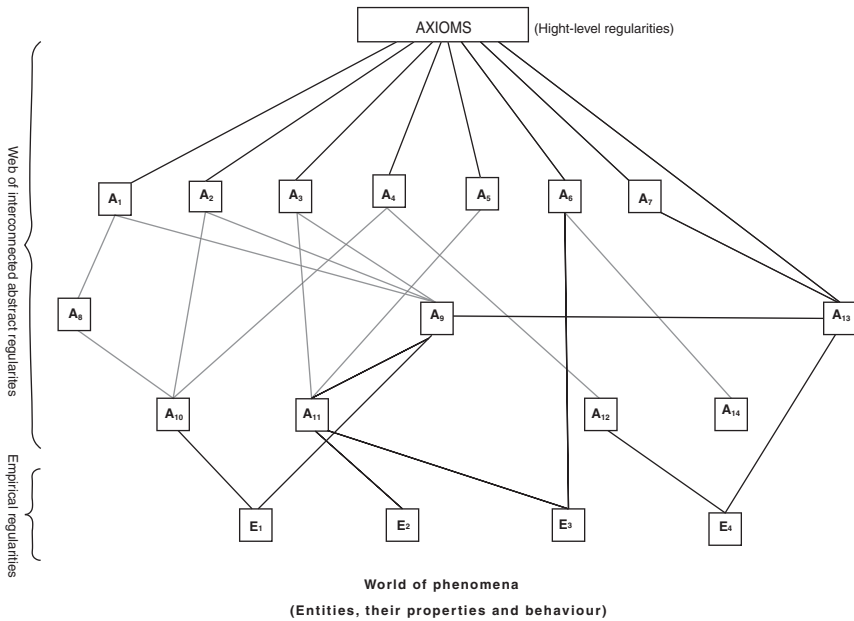 AXIOMS
(Hight-level regularities)
Web of interconnected abstract regularites
A1
A2
A3
A4
A5
A6
A7
A8
A9
A13
A10
A11
A12
A14
Empirical regularities
E1
E2
E3
E4
World of phenomena
(Entities, their properties and behaviour)